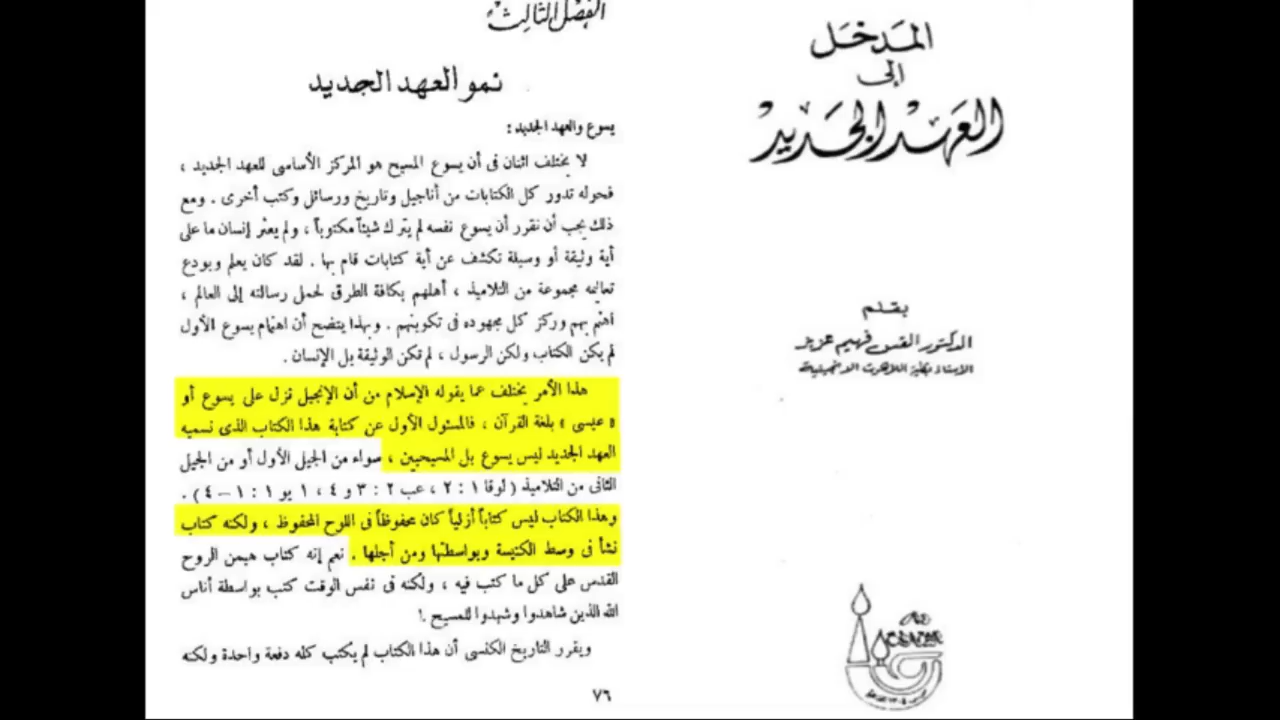 المدخل
إلى
العهد الجديد
بقلم
الدكتور القس فهيم عزيز
الأستاذ بكلية اللاهوت الانجيلية
دار
الفصل الثالث
نمو العهد الجديد
يسوع والعهد الجديد :
لا يختلف اثنان فى أن يسوع المسيح هو المركز الأساسى للعهد الجديد ،
فحوله تدور كل الكتابات من أناجيل وتاريخ ورسائل وكتب أخرى . ومع
ذلك يجب أن نقرر أن يسوع نفسه لم يترك شيئاً مكتوباً ، ولم يعثر إنسان ما على
أية وثيقة أو وسيلة تكشف عن أية كتابات قام بها . لقد كان يعلم ويودع
تعاليمه مجموعة من التلاميذ ، أهلهم بكافة الطرق لحمل رسالته إلى العالم ،
اهتم بهم وركز كل مجهوده فى تكوينهم . وبهذا يتضح أن اهتمام يسوع الأول
لم يكن الكتاب ولكن الرسول ، لم تكن الوثيقة بل الإنسان .
هذا الأمر يختلف عما يقوله الإسلام من أن الإنجيل نزل على يسوع أو
« عيسى » بلغة القرآن ، فالمسئول الأول عن كتابة هذا الكتاب الذى نسميه
العهد الجديد ليس يسوع بل المسيحيين ، سواء من الجيل الأول أو من الجيل
الثانى من التلاميذ ( لوقا ١ : ٢ ، عب ٢ : ٣ و ٤ ، ١ يو ١ : ١ – ٤ ) .
وهذا الكتاب ليس كتاباً أزلياً كان محفوظاً فى اللوح المحفوظ ، ولكنه كتاب
نشأ فى وسط الكنيسة وبواسطتها ومن أجلها . نعم إنه كتاب هيمن الروح
القدس على كل ما كتب فيه ، ولكنه فى نفس الوقت كتب بواسطة أناس
الله الذين شاهدوا وشهدوا للمسيح .!
ويقرر التاريخ الكنسى أن هذا الكتاب لم يكتب كله دفعة واحدة ولكنه
٧٦